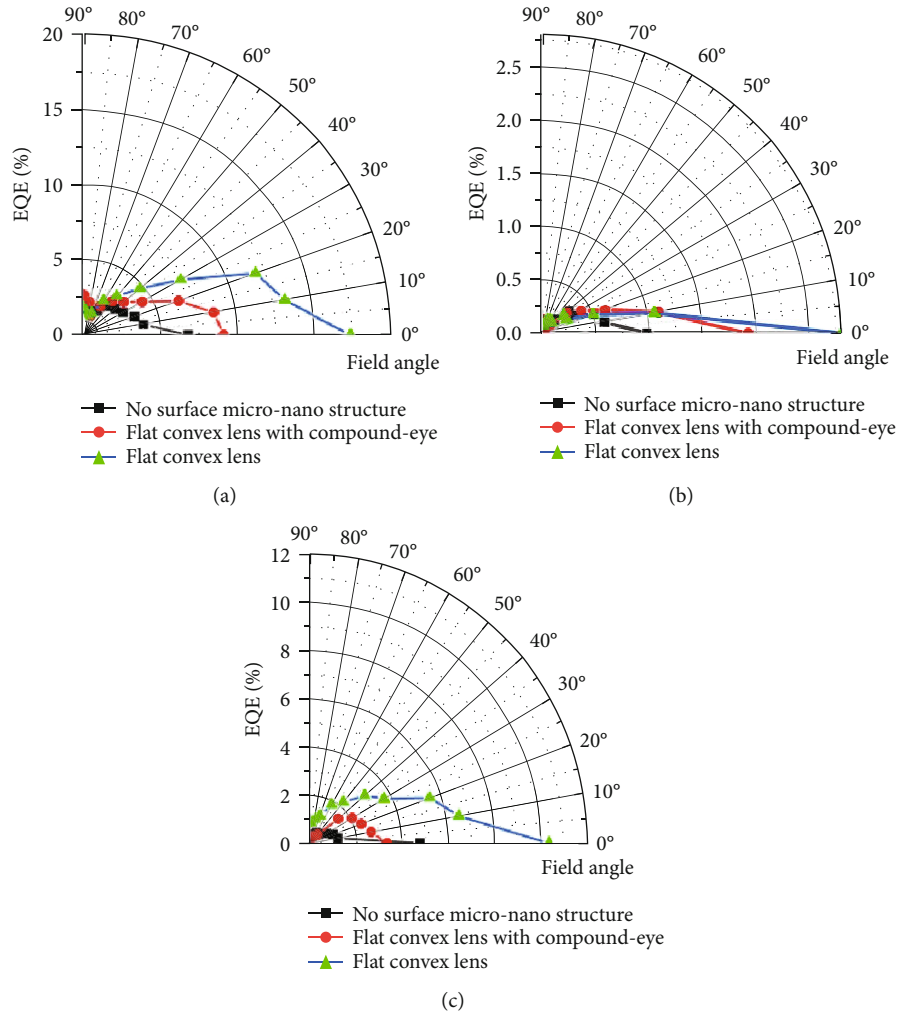 90°
80°
70°
60°
50°
40°
30°
20°
10°
0°
20
15
10
5
0
EQE (%)
Field angle
No surface micro-nano structure
Flat convex lens with compound-eye
Flat convex lens
(a)
90°
80°
70°
60°
50°
40°
30°
20°
10°
0°
2.5
2.0
1.5
1.0
0.5
0.0
EQE (%)
Field angle
No surface micro-nano structure
Flat convex lens with compound-eye
Flat convex lens
(b)
90°
80°
70°
60°
50°
40°
30°
20°
10°
0°
12
10
8
6
4
2
0
EQE (%)
Field angle
No surface micro-nano structure
Flat convex lens with compound-eye
Flat convex lens
(c)